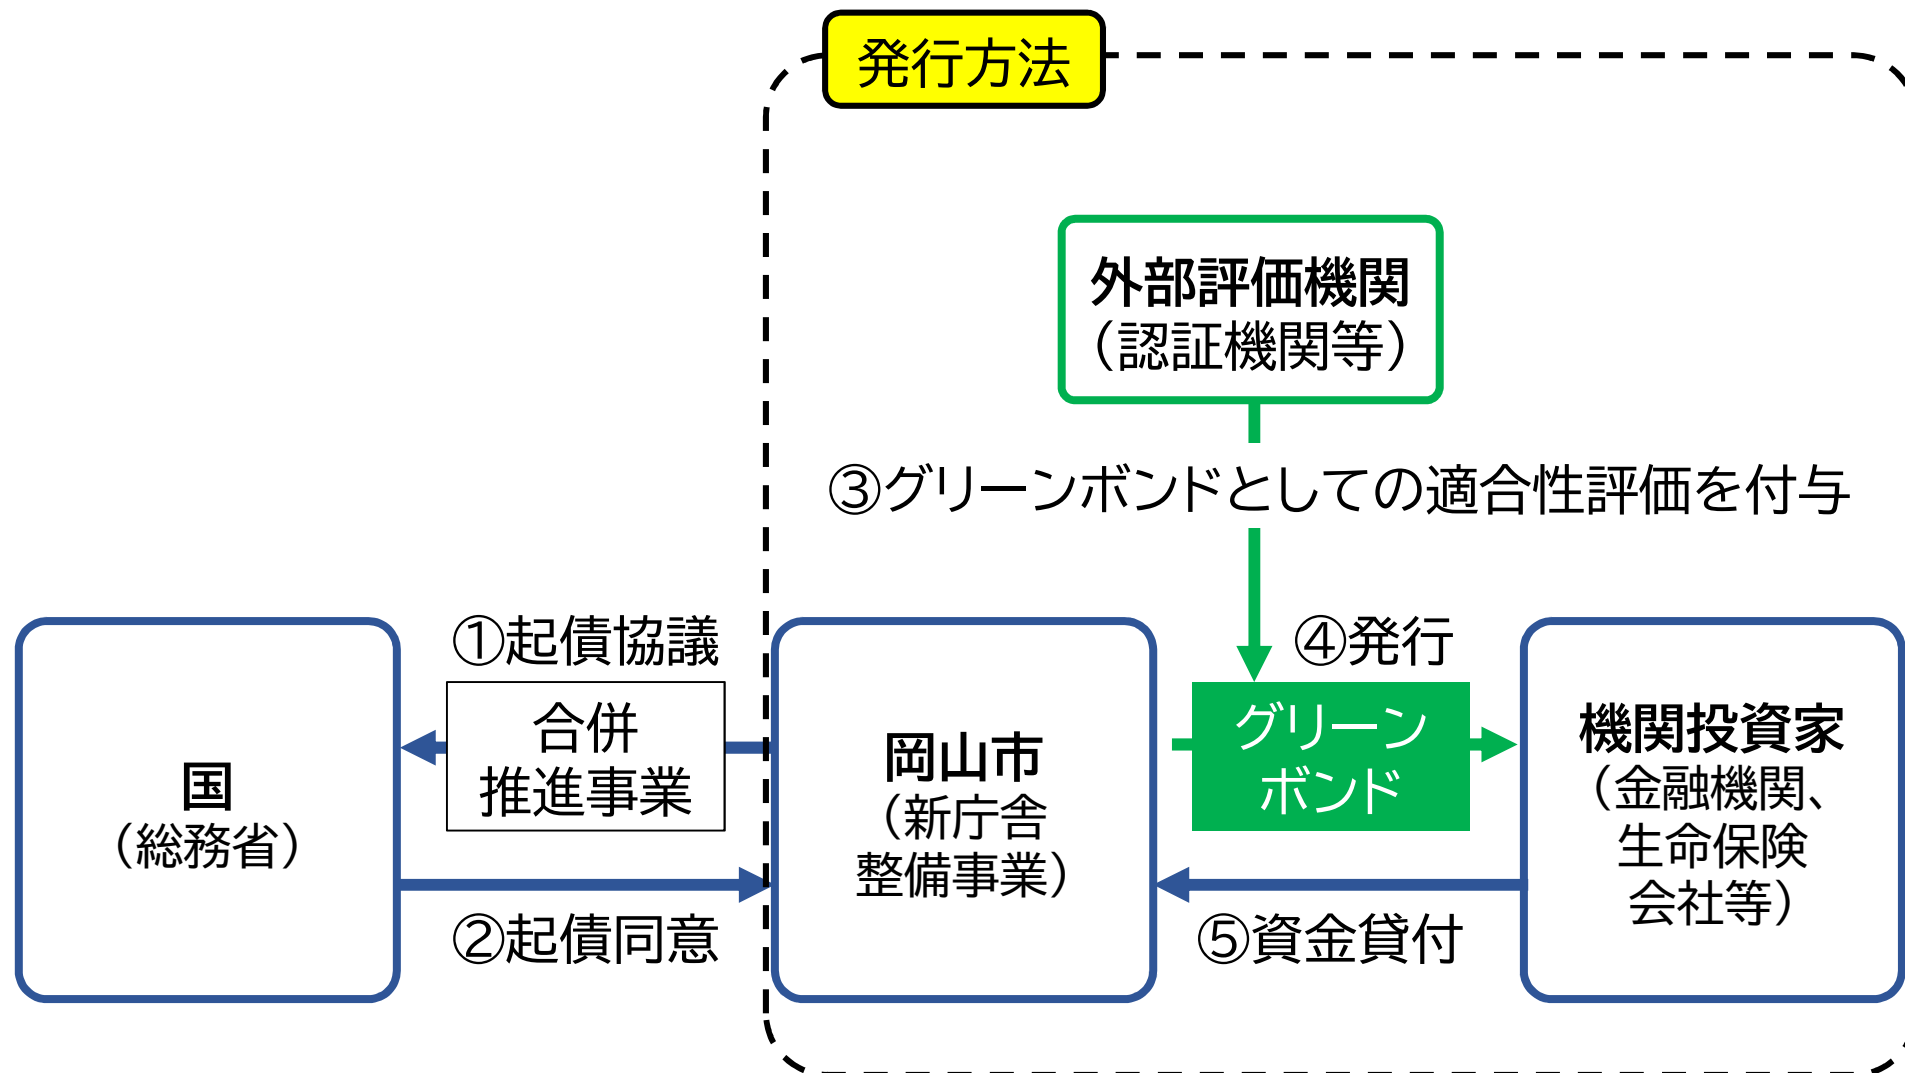 発行方法
外部評価機関
（認証機関等）
③グリーンボンドとしての適合性評価を付与
①起債協議
合併
推進事業
②起債同意
国
（総務省）
岡山市
（新庁舎
整備事業）
④発行
グリーン
ボンド
⑤資金貸付
機関投資家
（金融機関、
生命保険
会社等）